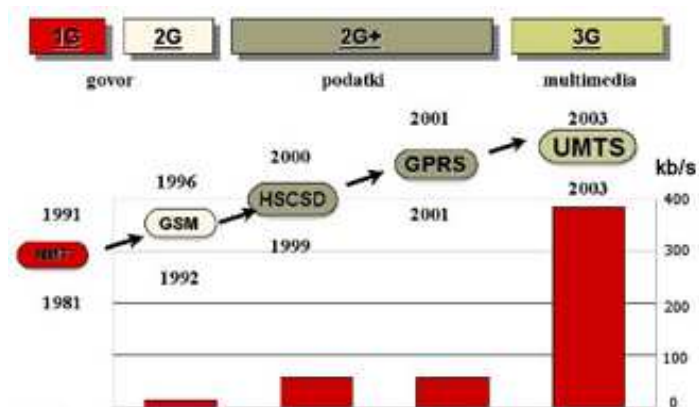 1G 2G 2G+ 3G
govor podatki multimedia
2001 2003
2000 GPRS UMTS
1996 HSCSD kb/s
1991 GSM 2001 2003 400
NMT 1999 300
1981 1992 200
100
0